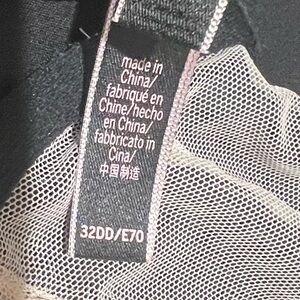 made in
China/
fabriqué en
Chine/hecho
en China/
fabbricato in
Cina/
中国制造
32DD/E70